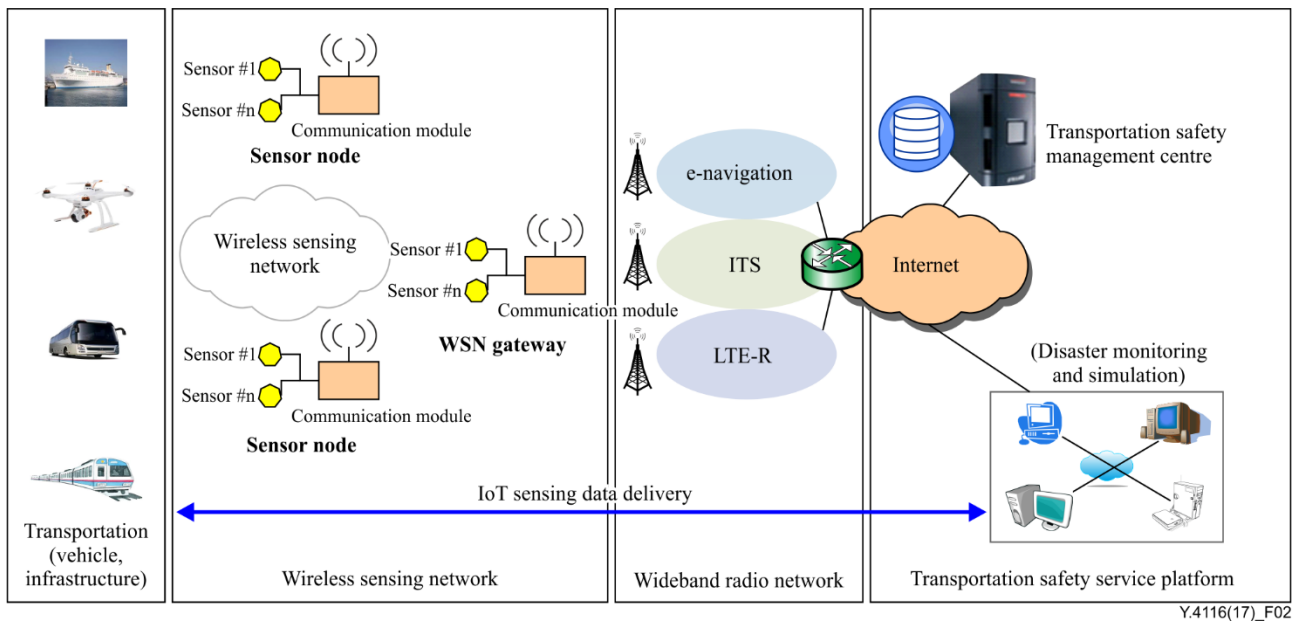 Transportation
(vehicle,
infrastructure)
Sensor #1
Sensor #n
Communication module
Sensor node
Wireless sensing
network
Sensor #1
Sensor #n
Communication module
WSN gateway
Sensor #1
Sensor #n
Communication module
Sensor node
IoT sensing data delivery
Wireless sensing network
e-navigation
ITS
LTE-R
Wideband radio network
Transportation safety
management centre
Internet
(Disaster monitoring
and simulation)
Transportation safety service platform
Y.4116(17)_F02